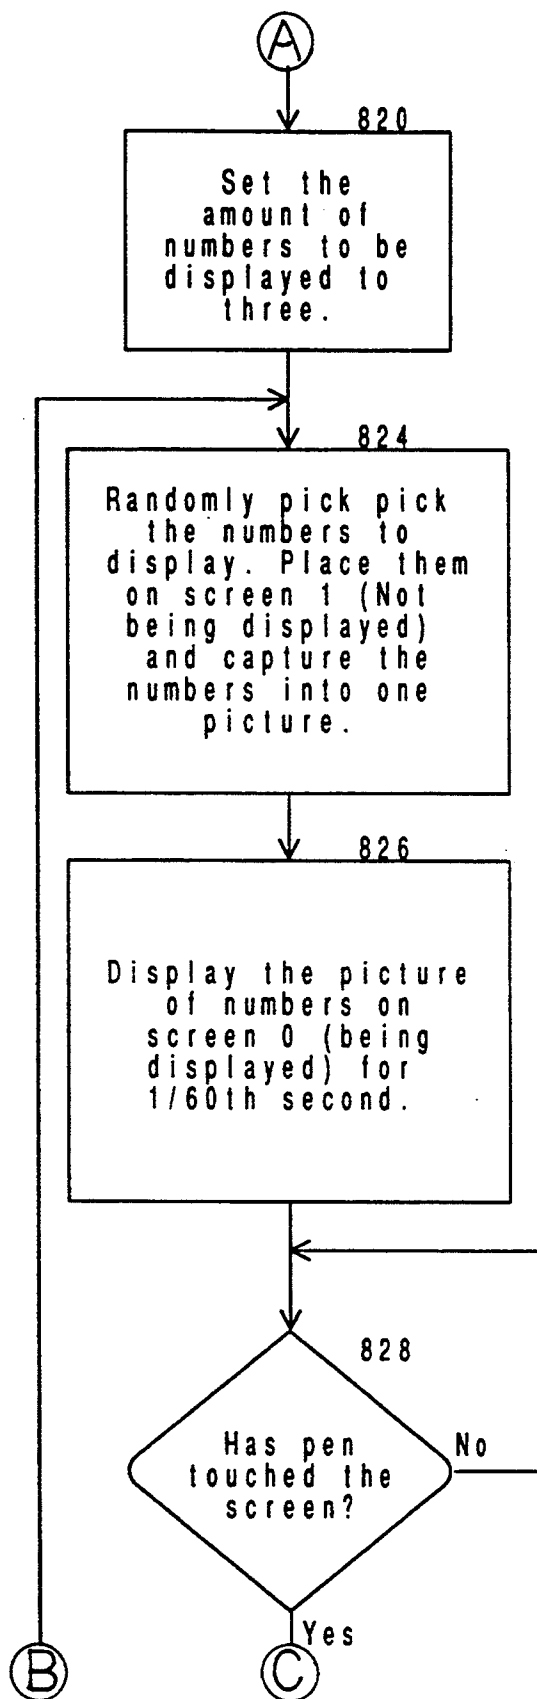 A
820
Set the
amount of
numbers to be
displayed to
three.
824
Randomly pick pick
the numbers to
display. Place them
on screen 1 (Not
being displayed)
and capture the
numbers into one
picture.
826
Display the picture
of numbers on
screen 0 (being
displayed) for
1/60th second.
828
Has pen
touched the
screen?
No
Yes
B
C